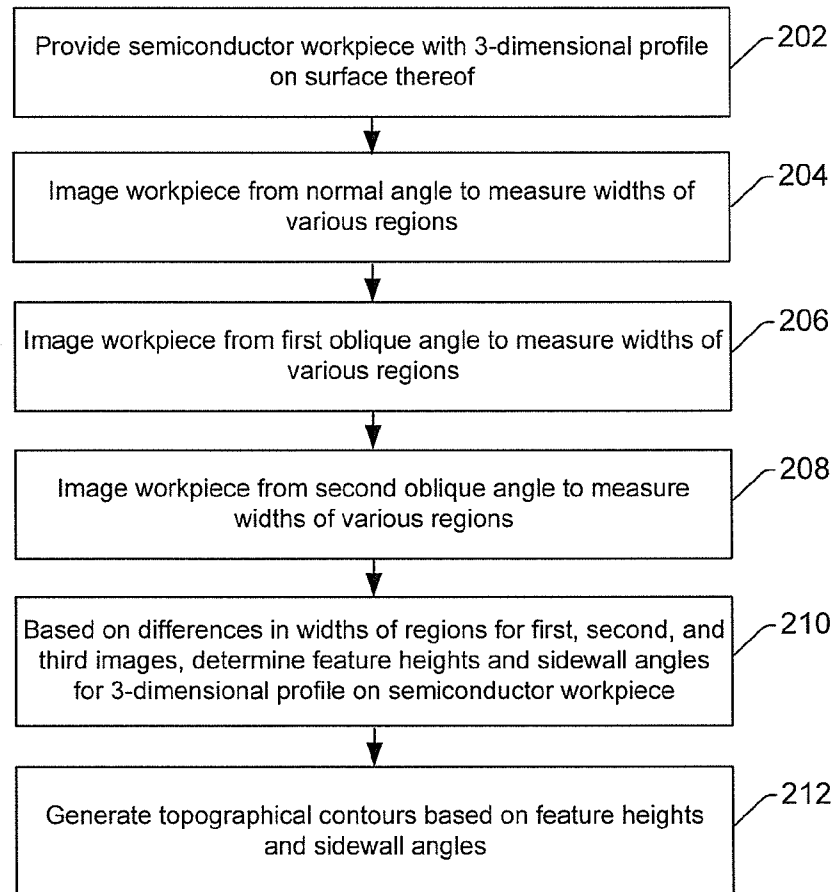 Provide semiconductor workpiece with 3-dimensional profile
on surface thereof
202
Image workpiece from normal angle to measure widths of
various regions
204
Image workpiece from first oblique angle to measure widths of
various regions
206
Image workpiece from second oblique angle to measure
widths of various regions
208
Based on differences in widths of regions for first, second, and
third images, determine feature heights and sidewall angles
for 3-dimensional profile on semiconductor workpiece
210
Generate topographical contours based on feature heights
and sidewall angles
212